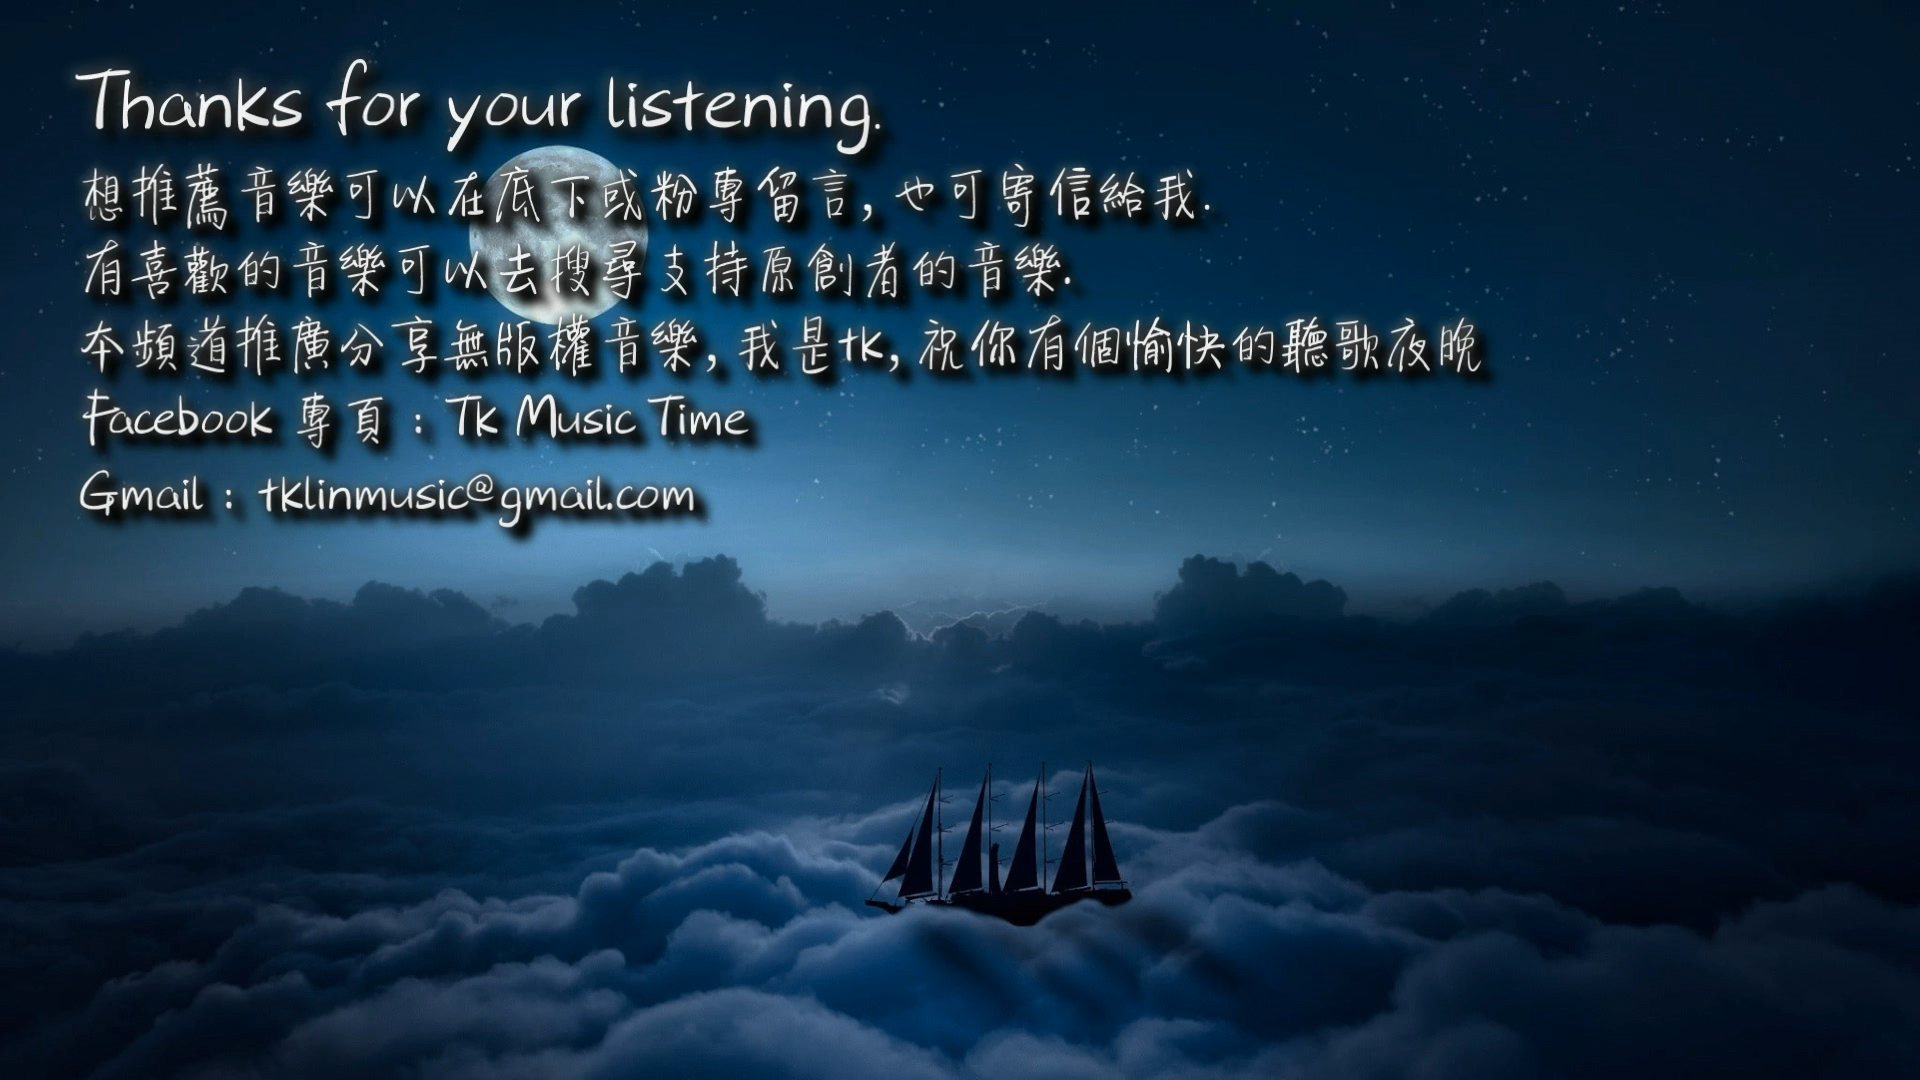 Thanks for your listening.
想推薦音樂可以在底下或粉專留言, 也可寄信給我.
有喜歡的音樂可以去搜尋支持原創者的音樂.
本頻道推廣分享無版權音樂, 我是tk, 祝你有個愉快的聽歌夜晚
Facebook 專頁 : Tk Music Time
Gmail : tklinmusic@gmail.com